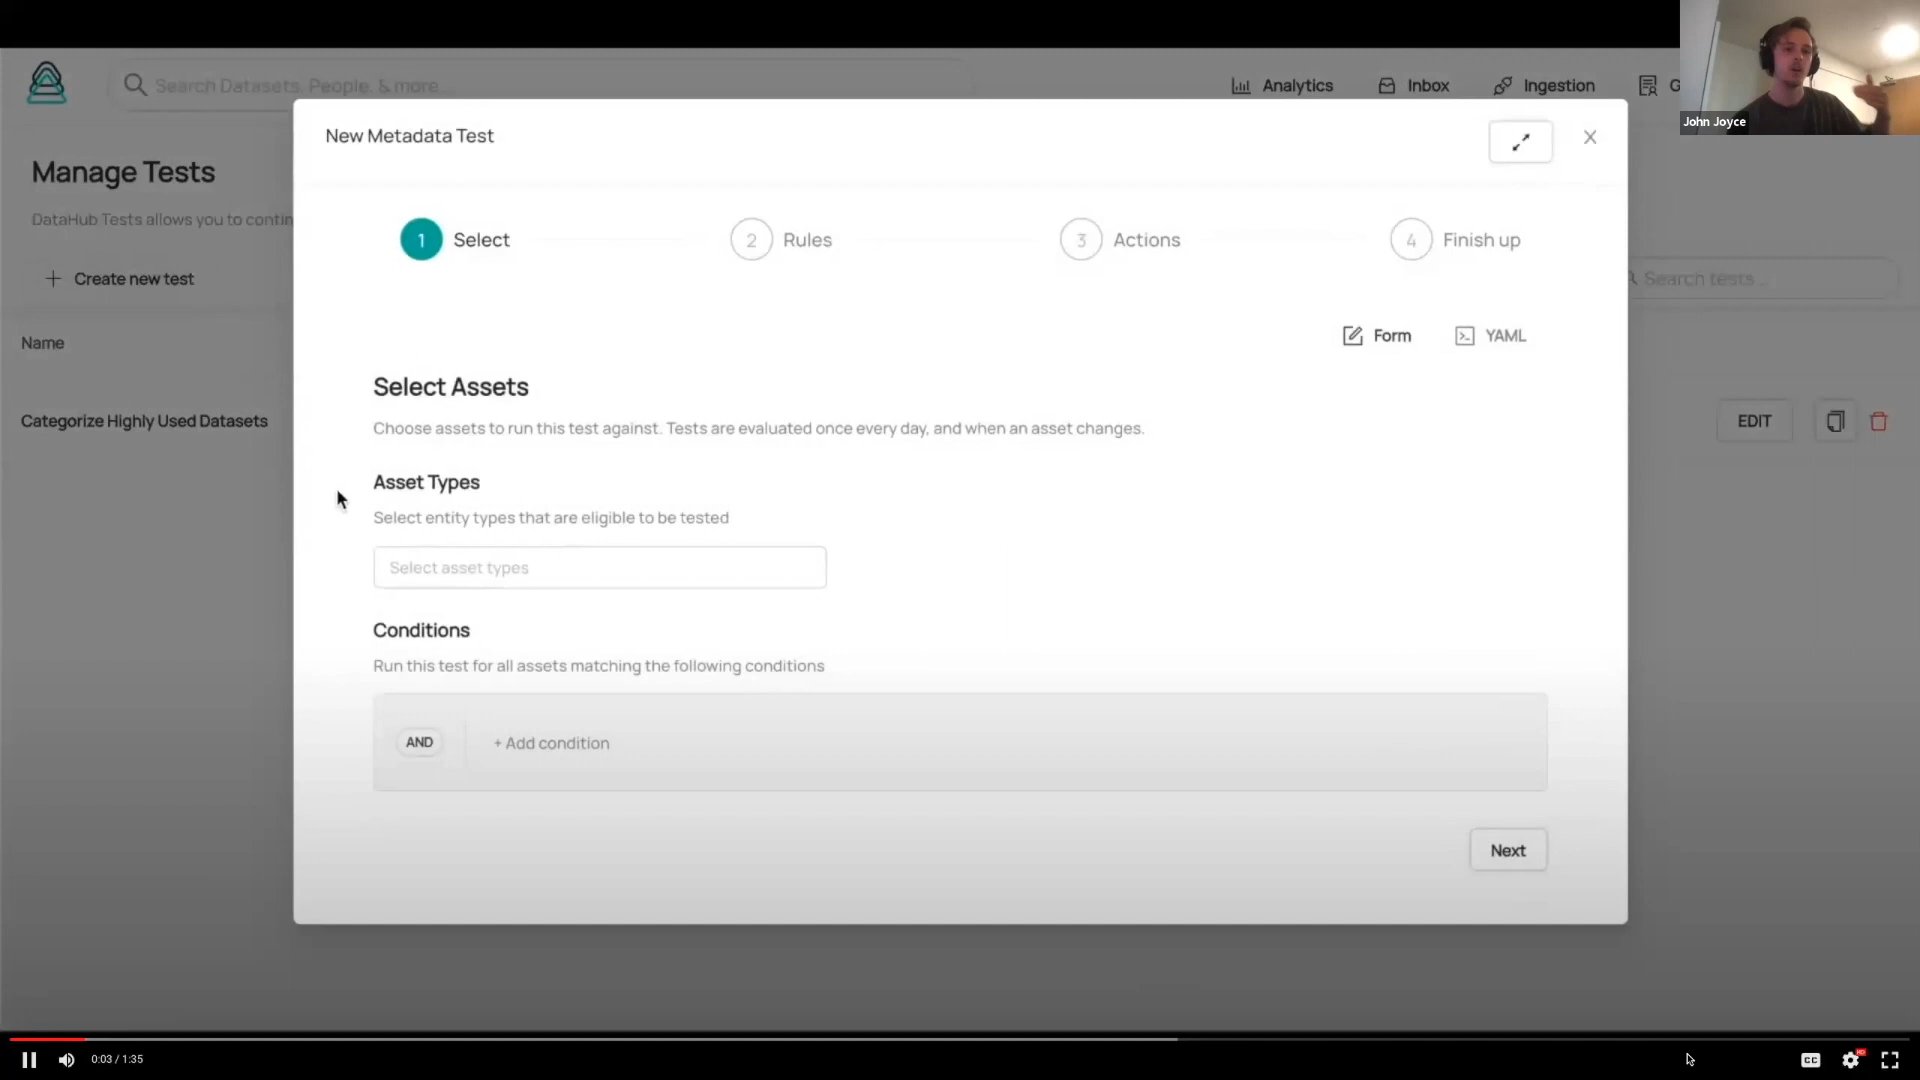 John Joyce
Search Datasets, People, & more...
Analytics
Inbox
Ingestion
G
New Metadata Test
Manage Tests
DataHub Tests allows you to contin
1 Select
2 Rules
3 Actions
4 Finish up
+ Create new test
Search tests...
Form
YAML
Name
Select Assets
Choose assets to run this test against. Tests are evaluated once every day, and when an asset changes.
Categorize Highly Used Datasets
EDIT
Asset Types
Select entity types that are eligible to be tested
Select asset types
Conditions
Run this test for all assets matching the following conditions
AND
+ Add condition
Next
0:03 / 1:35
CC
HD